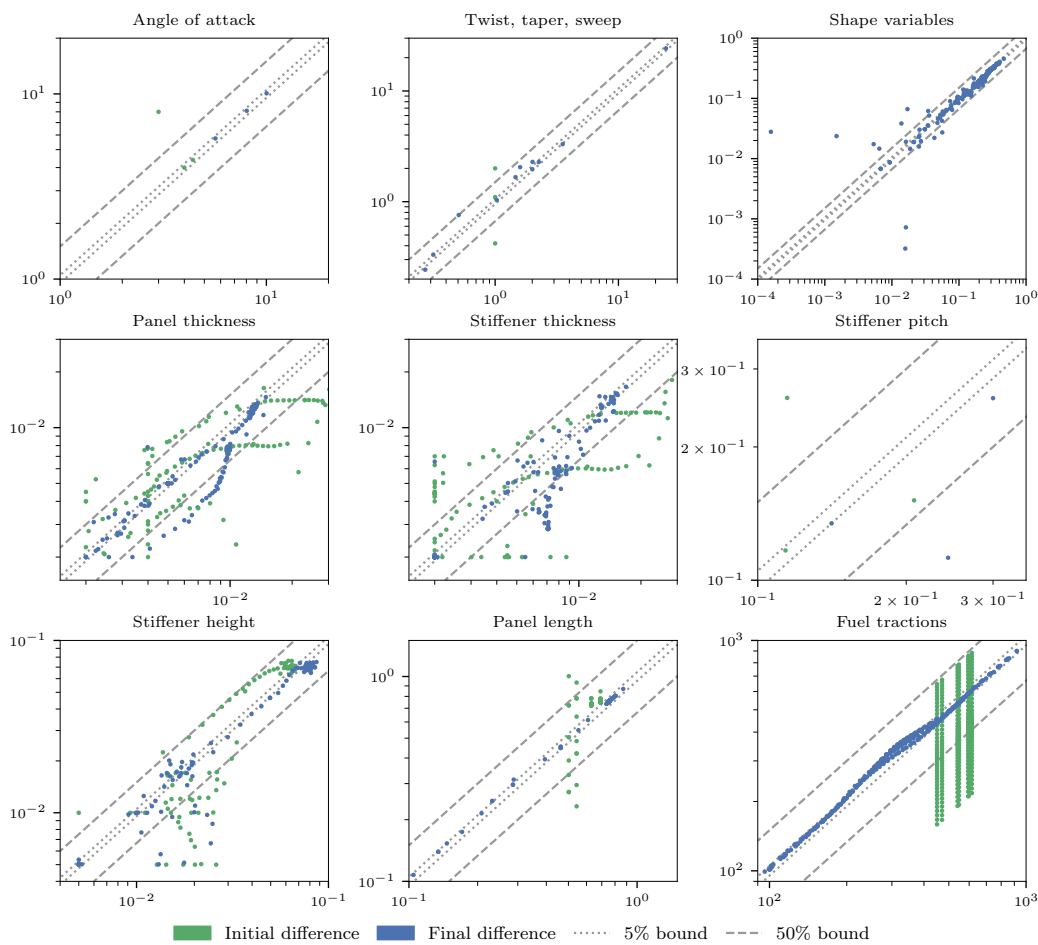 Angle of attack
Twist, taper, sweep
Shape variables
10^1
10^0
10^0
10^1
10^1
10^0
10^0
10^1
10^0
10^-1
10^-2
10^-3
10^-4
10^-4
10^-3
10^-2
10^-1
10^0
Panel thickness
Stiffener thickness
Stiffener pitch
10^-2
10^-2
10^-2
10^-2
3 × 10^-1
2 × 10^-1
10^-1
10^-1
2 × 10^-1
3 × 10^-1
Stiffener height
Panel length
Fuel tractions
10^-1
10^-2
10^-2
10^-1
10^0
10^-1
10^-1
10^0
10^3
10^2
10^2
10^3
Initial difference
Final difference
5% bound
50% bound